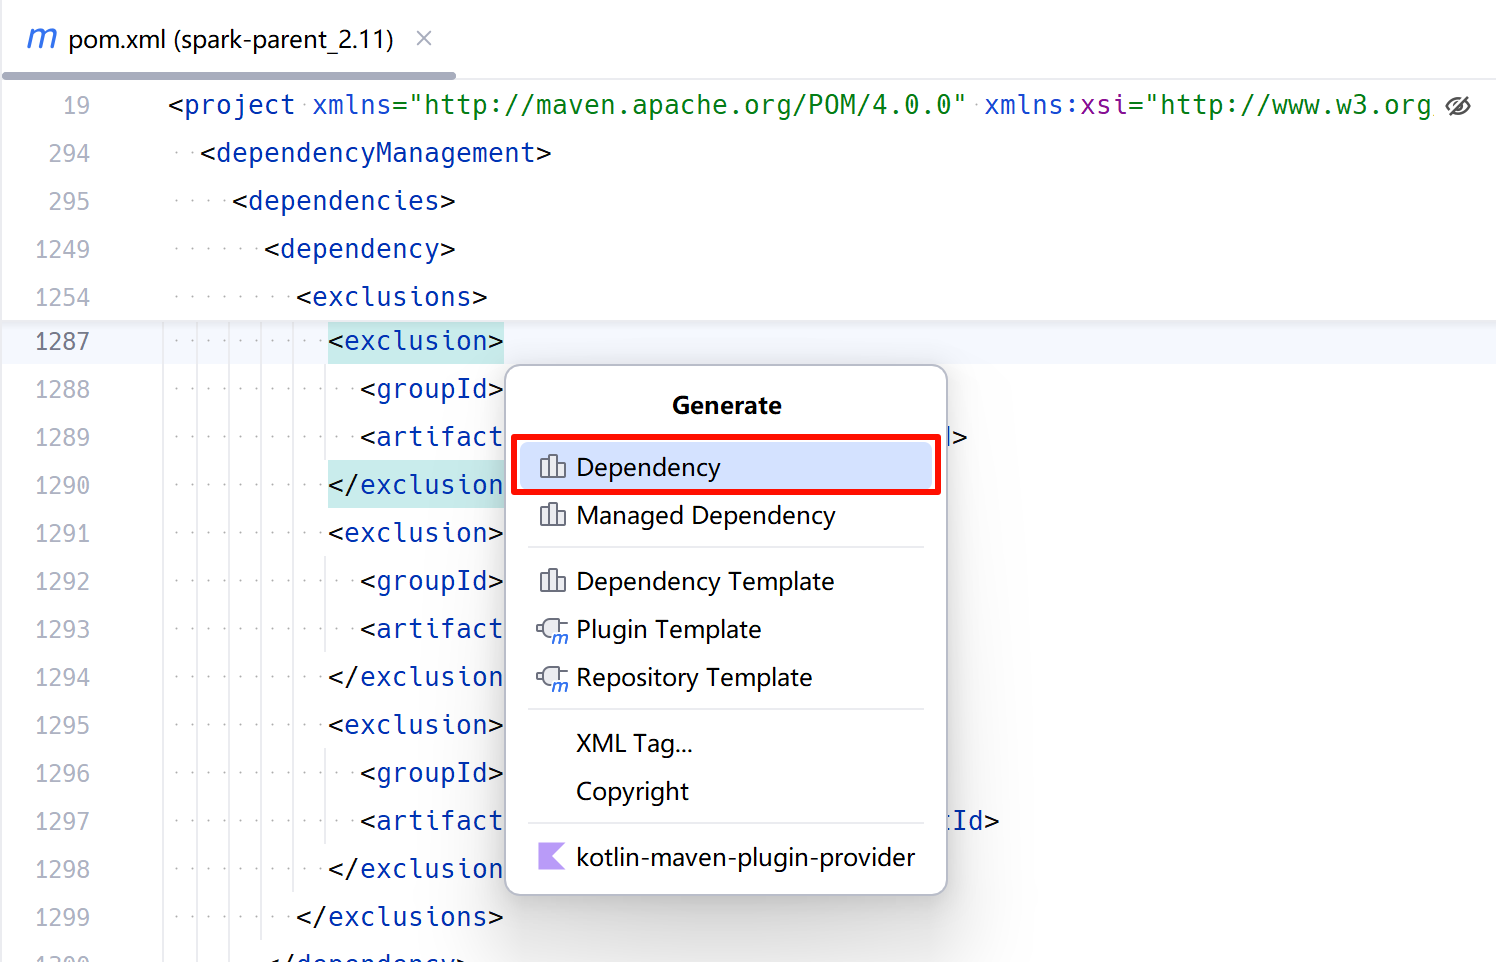 m pom.xml (spark-parent_2.11)
19 <project xmlns="http://maven.apache.org/POM/4.0.0" xmlns:xsi="http://www.w3.org
294 <dependencyManagement>
295 <dependencies>
1249 <dependency>
1254 <exclusions>
1287 <exclusion>
1288 <groupId>
1289 <artifact
>
1290 </exclusion
1291 <exclusion>
1292 <groupId>
1293 <artifact
1294 </exclusion
1295 <exclusion>
1296 <groupId>
1297 <artifact
tId>
1298 </exclusion
1299 </exclusions>
1300 </dependency>
Generate
Dependency
Managed Dependency
Dependency Template
Plugin Template
Repository Template
XML Tag...
Copyright
kotlin-maven-plugin-provider